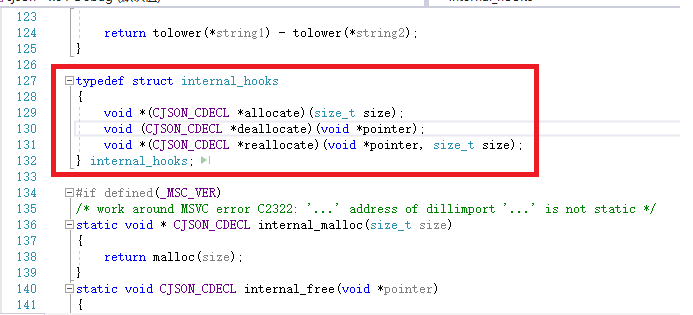 123
124 return tolower(*string1) - tolower(*string2);
125 }
126
127 typedef struct internal_hooks
128 {
129 void *(CJSON_CDECL *allocate)(size_t size);
130 void (CJSON_CDECL *deallocate)(void *pointer);
131 void *(CJSON_CDECL *reallocate)(void *pointer, size_t size);
132 } internal_hooks;
133
134 #if defined(_MSC_VER)
135 /* work around MSVC error C2322: '...' address of dillimport '...' is not static */
136 static void * CJSON_CDECL internal_malloc(size_t size)
137 {
138 return malloc(size);
139 }
140 static void CJSON_CDECL internal_free(void *pointer)
141 {